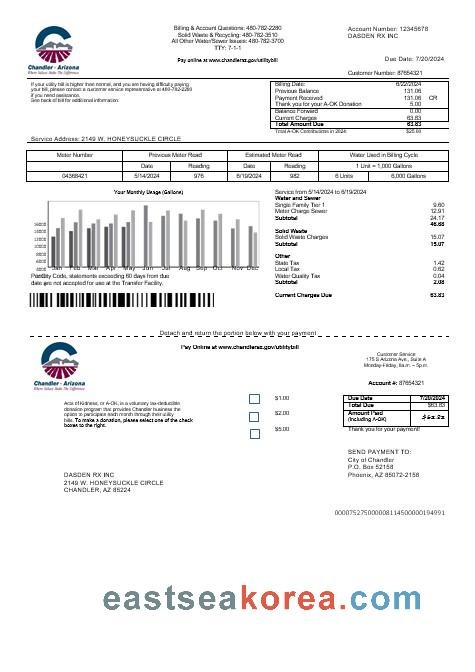 Billing & Account Questions: 480-782-2280
Solid Waste & Recycling: 480-782-3510
All Other Water/Sewer Issues: 480-782-3700
TTY: 7-1-1
Pay online at www.chandleraz.gov/utilitybill
Account Number: 12345678
DASDEN RX INC
Due Date: 7/20/2024
Customer Number: 87654321
Chandler · Arizona
Where Values Make The Difference
If your utility bill is higher than normal, and you are having difficulty paying
your bill, please contact a customer service representative at 480-782-2280
if you need assistance.
See back of bill for additional information:
Billing Date: 6/22/2024
Previous Balance 131.06
Payment Received 131.06 CR
Thank you for your A-OK Donation 5.00
Balance Forward 0.00
Current Charges 63.83
Total Amount Due 63.83
Total A-OK Contributions in 2024: $25.00
Service Address: 2149 W. HONEYSUCKLE CIRCLE
Meter Number Previous Meter Read Estimated Meter Read Water Used in Billing Cycle
Date Reading Date Reading 1 Unit = 1,000 Gallons
04368421 5/14/2024 976 6/19/2024 982 6 Units 6,000 Gallons
Your Monthly Usage (Gallons)
Jan Feb Mar Apr May Jun Jul Aug Sep Oct Nov Dec
Facility Code, statements exceeding 60 days from due
date are not accepted for use at the Transfer Facility.
Service from 5/14/2024 to 6/19/2024
Water and Sewer
Single Family Tier 1 9.60
Meter Charge Sewer 12.91
Subtotal 24.17
46.68
Solid Waste
Solid Waste Charges 15.07
Subtotal 15.07
Other
State Tax 1.42
Local Tax 0.62
Water Quality Tax 0.04
Subtotal 2.08
Current Charges Due 63.83
Detach and return the portion below with your payment
Pay Online at www.chandleraz.gov/utilitybill
Chandler · Arizona
Where Values Make The Difference
Customer Service
175 S Arizona Ave., Suite A
Monday-Friday, 8a.m. – 5p.m.
Account #: 87654321
Acts of Kindness, or A-OK, is a voluntary tax-deductible
donation program that provides Chandler business the
option to participate each month through their utility
bills. To make a donation, please select one of the check
boxes to the right.
$1.00
$2.00
$5.00
Due Date 7/20/2024
Total Due $63.83
Amount Paid
(Including A-OK)
Thank you for your payment!
SEND PAYMENT TO:
City of Chandler
P.O. Box 52158
Phoenix, AZ 85072-2158
DASDEN RX INC
2149 W. HONEYSUCKLE CIRCLE
CHANDLER, AZ 85224
eastseakorea.com